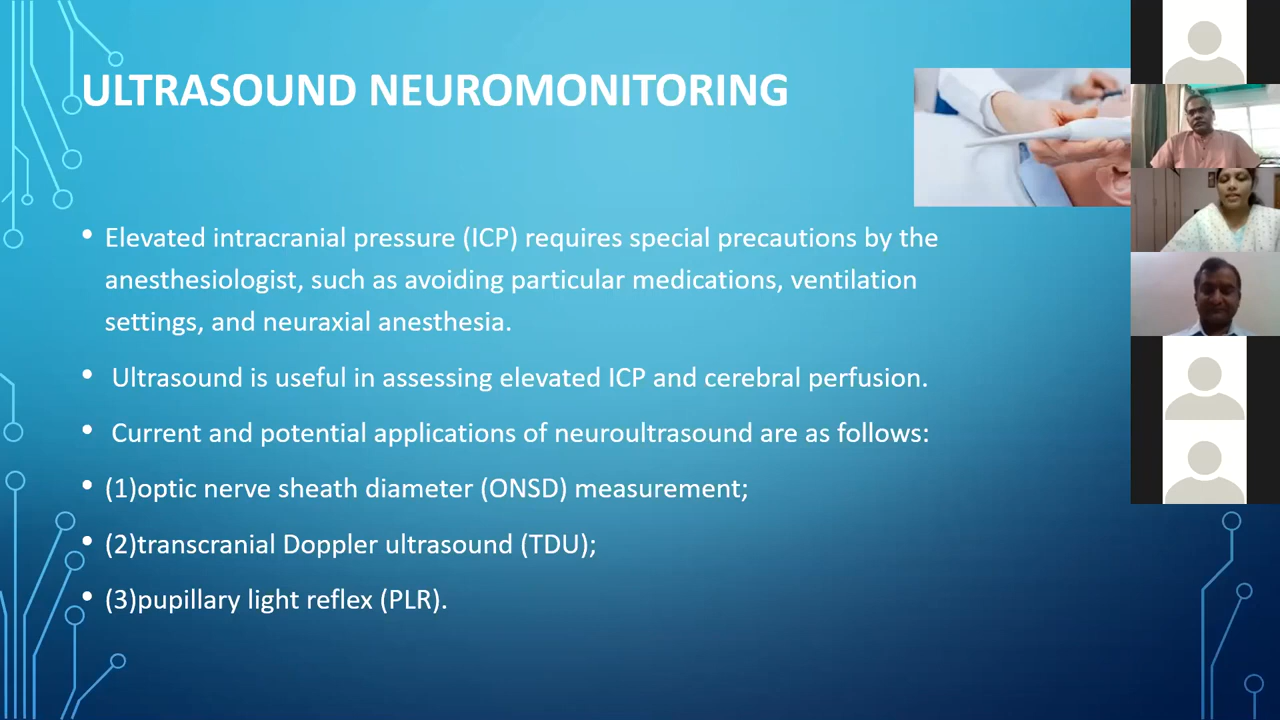 ULTRASOUND NEUROMONITORING
• Elevated intracranial pressure (ICP) requires special precautions by the
anesthesiologist, such as avoiding particular medications, ventilation
settings, and neuraxial anesthesia.
• Ultrasound is useful in assessing elevated ICP and cerebral perfusion.
• Current and potential applications of neuroultrasound are as follows:
• (1)optic nerve sheath diameter (ONSD) measurement;
• (2)transcranial Doppler ultrasound (TDU);
• (3)pupillary light reflex (PLR).